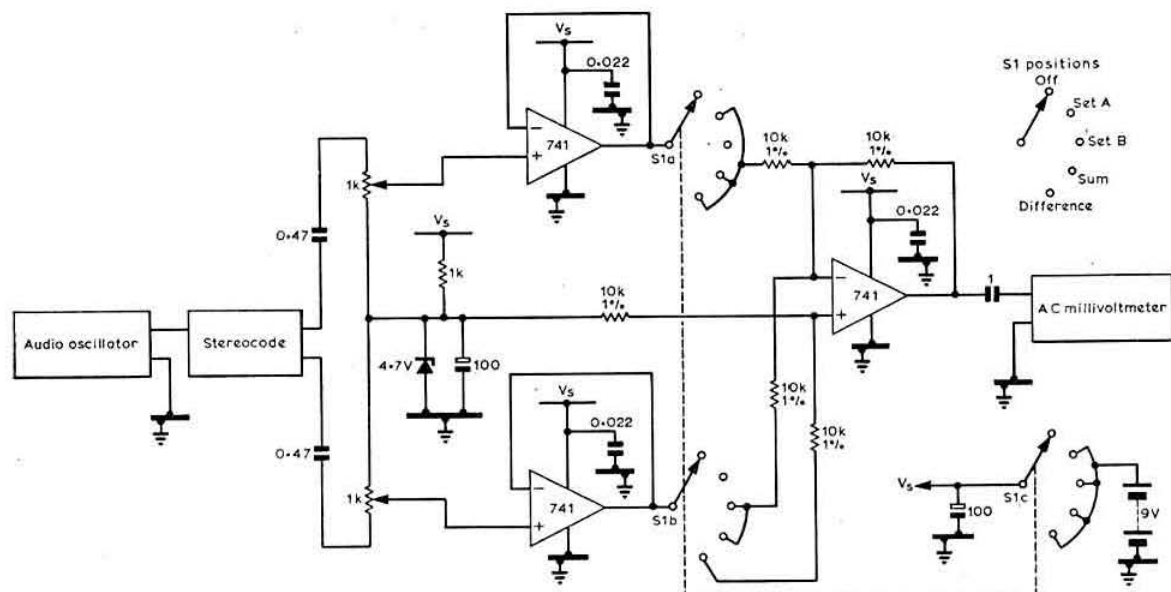 Vs
0·022
−
741
+
S1a
S1 positions
Off
Set A
Set B
Sum
Difference
10k
1%
10k
1%
Vs
0·022
−
741
+
1
AC millivoltmeter
1k
0·47
Vs
1k
10k
1%
Audio oscillator
Stereocode
4·7V
100
0·47
1k
Vs
0·022
−
741
+
S1b
10k
1%
10k
1%
Vs
100
S1c
9V